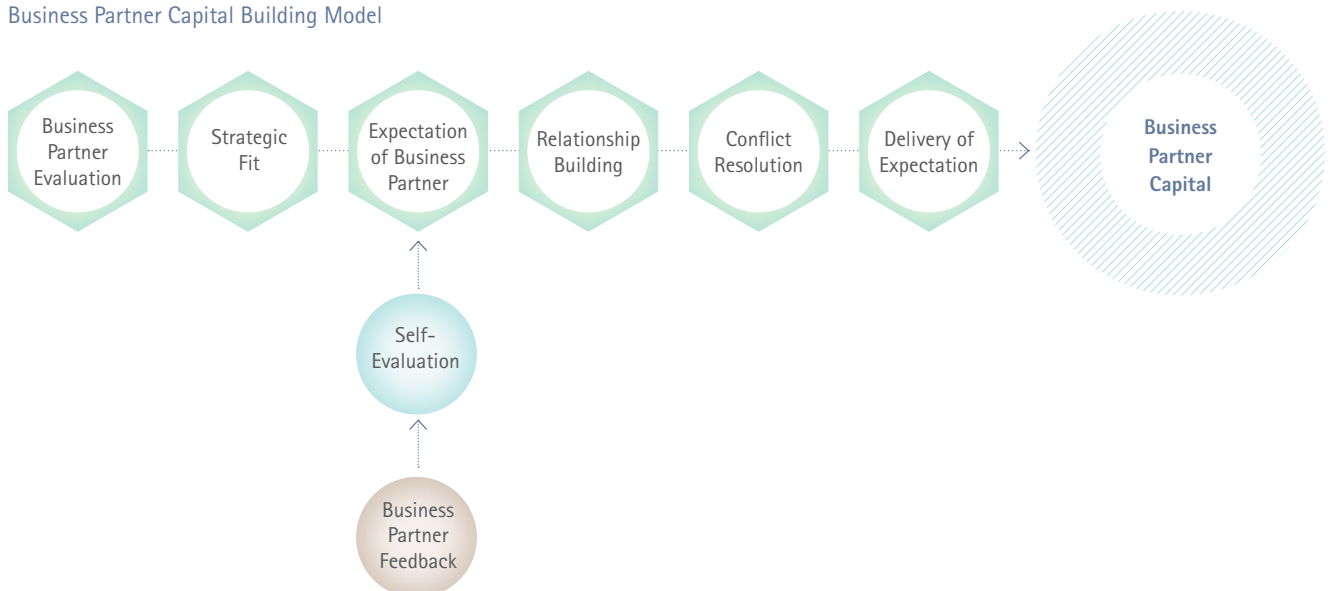 Business Partner Capital Building Model
Business
Partner
Evaluation
Strategic
Fit
Expectation
of Business
Partner
Relationship
Building
Conflict
Resolution
Delivery of
Expectation
Business
Partner
Capital
Self-
Evaluation
Business
Partner
Feedback